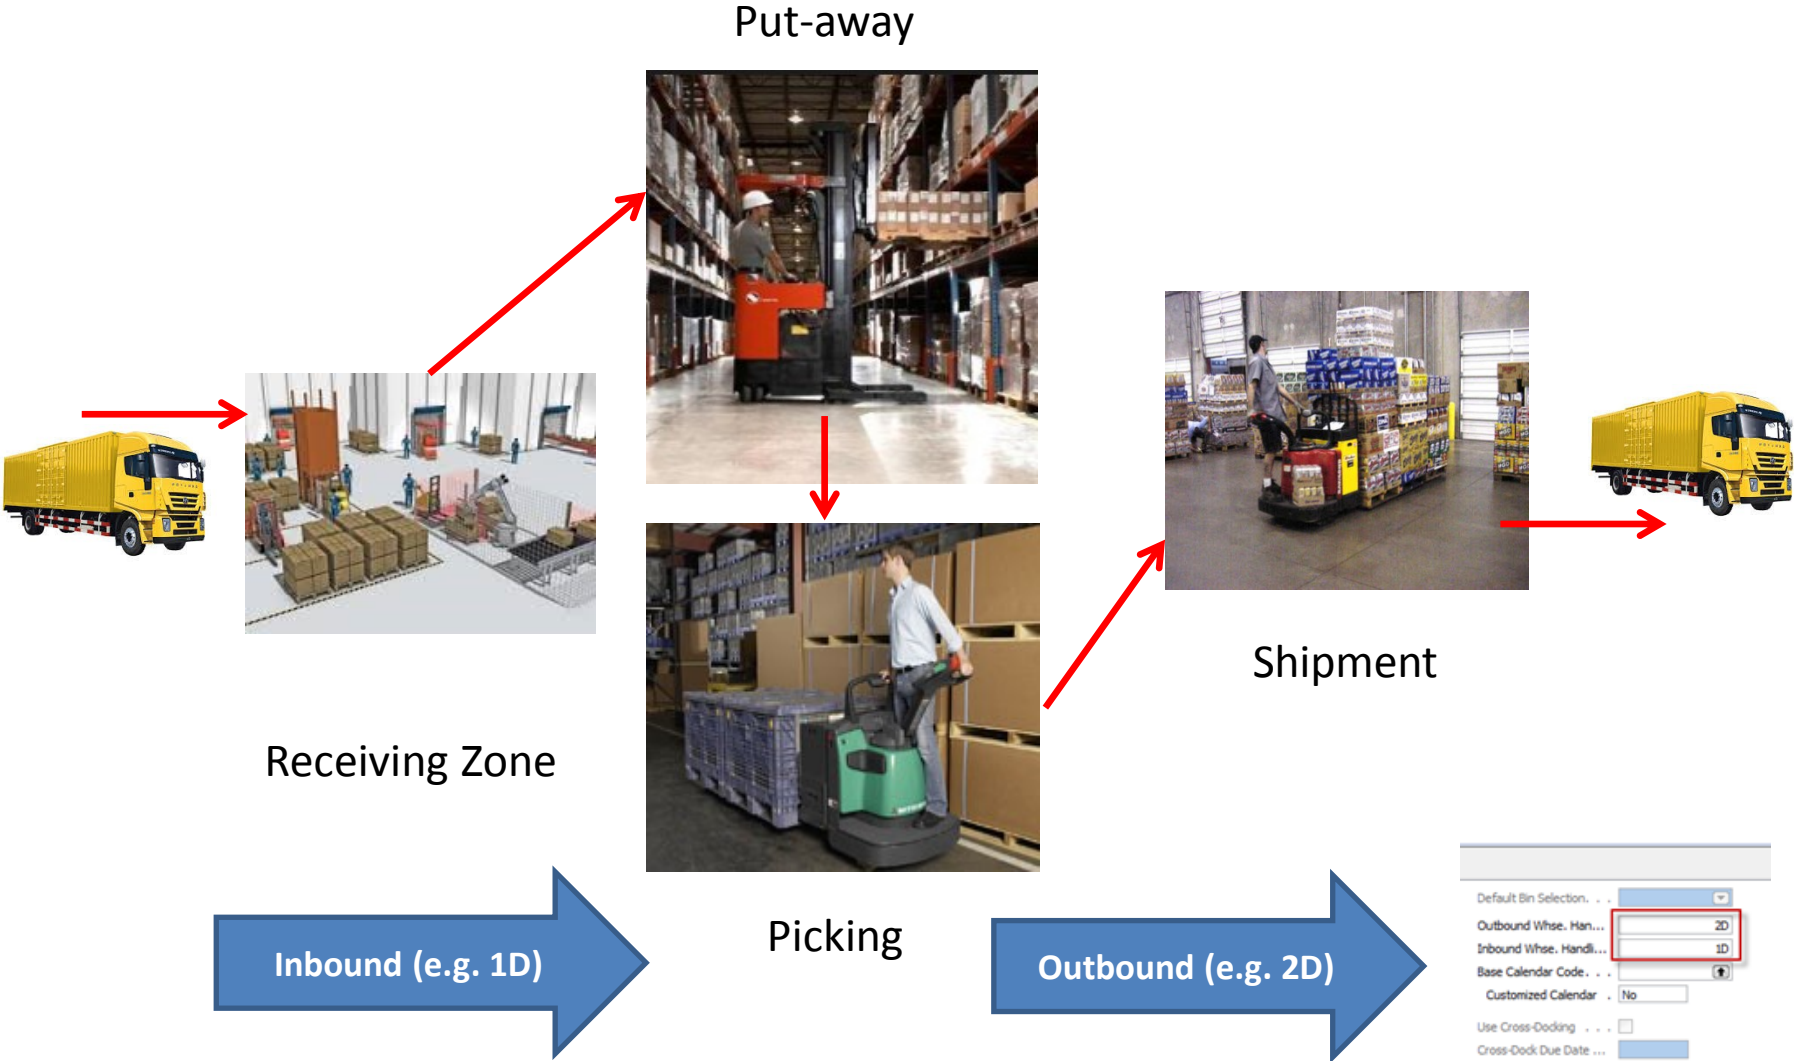 Put-away
Shipment
Receiving Zone
Picking
Inbound (e.g. 1D)
Outbound (e.g. 2D)
Default Bin Selection. . .
Outbound Whse. Han... 2D
Inbound Whse. Handli... 1D
Base Calendar Code. . .
Customized Calendar . No
Use Cross-Docking . . . .
Cross-Dock Due Date ...